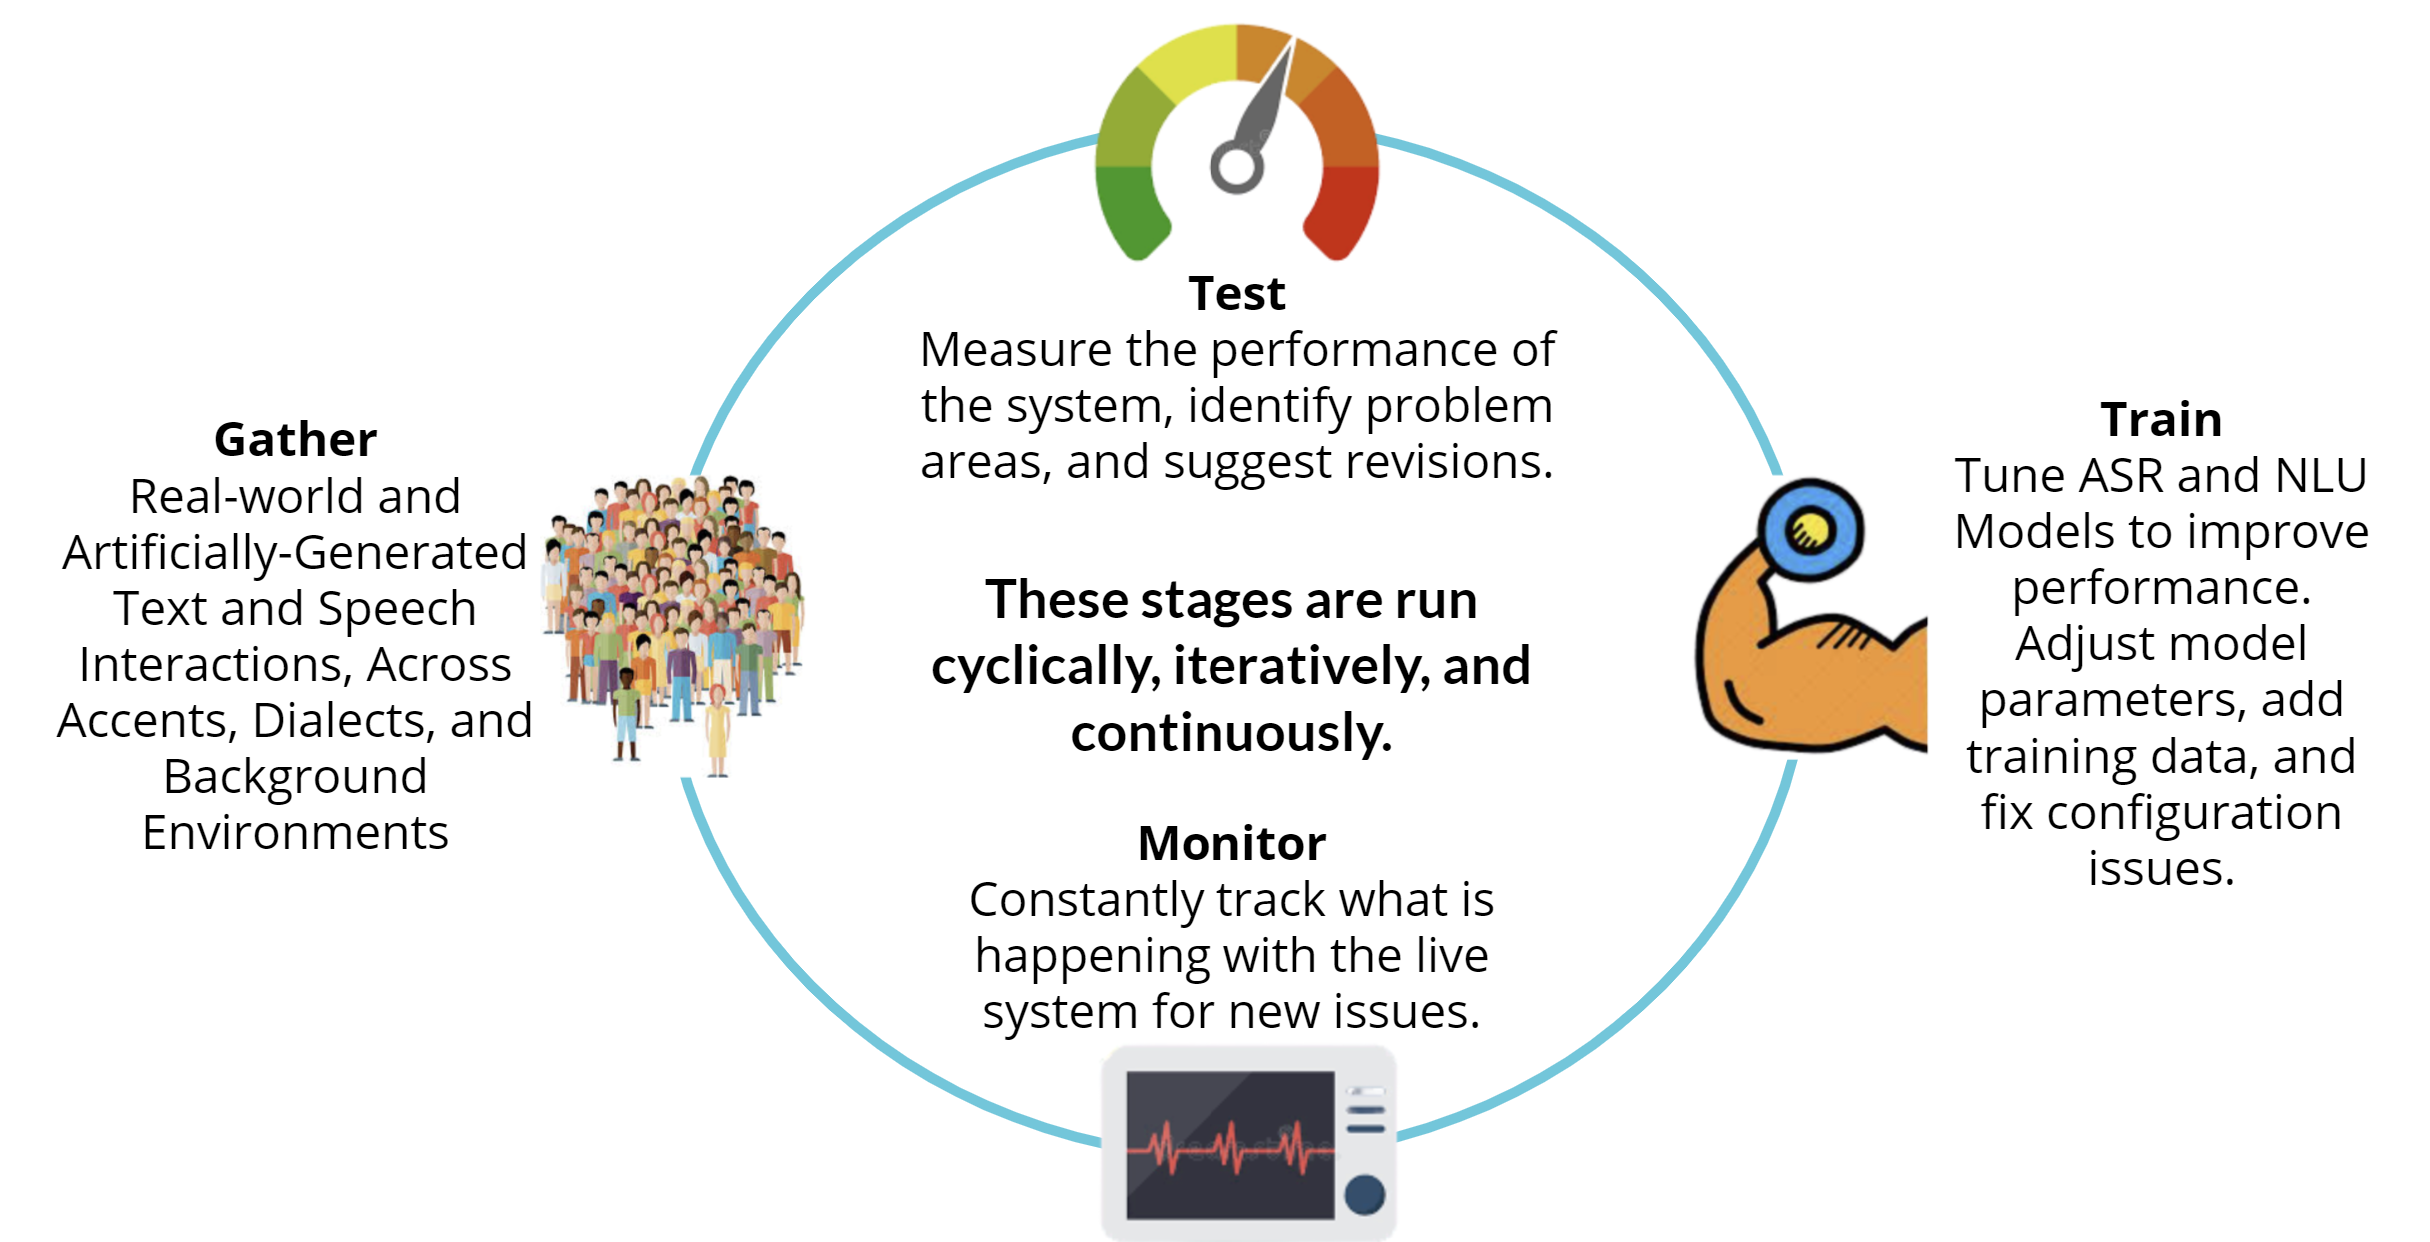 Test
Measure the performance of
the system, identify problem
areas, and suggest revisions.
Gather
Real-world and
Artificially-Generated
Text and Speech
Interactions, Across
Accents, Dialects, and
Background
Environments
These stages are run
cyclically, iteratively, and
continuously.
Train
Tune ASR and NLU
Models to improve
performance.
Adjust model
parameters, add
training data, and
fix configuration
issues.
Monitor
Constantly track what is
happening with the live
system for new issues.